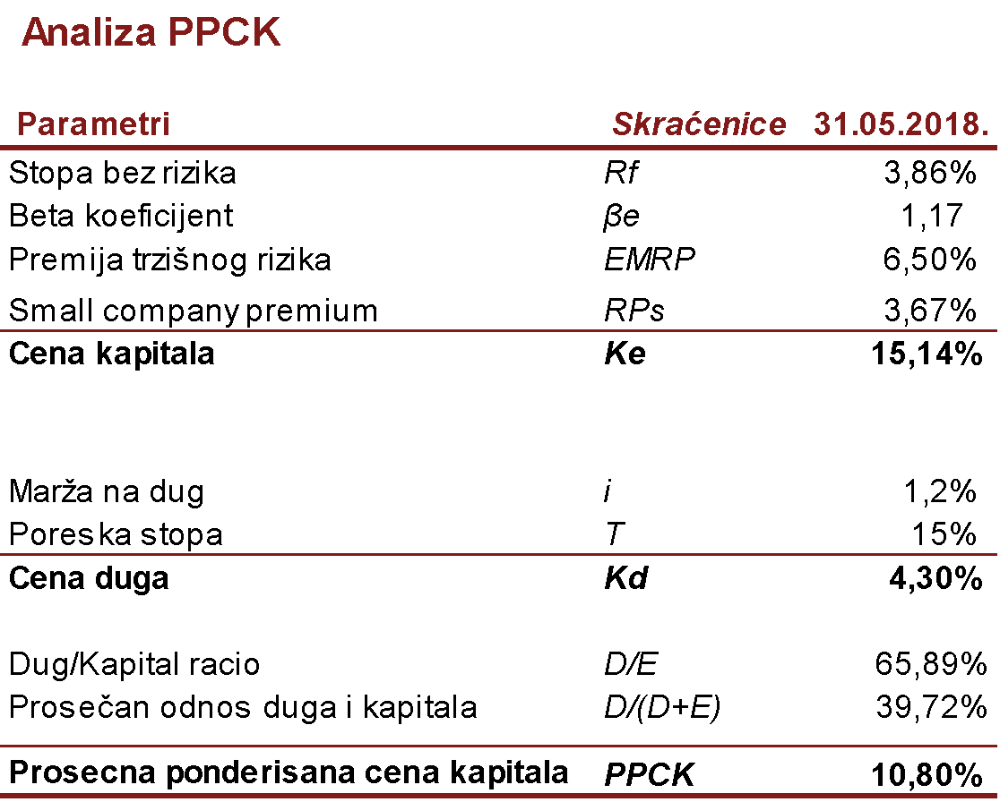 Analiza PPCK
Parametri Skraćenice 31.05.2018.
Stopa bez rizika Rf 3,86%
Beta koeficijent βe 1,17
Premija trzišnog rizika EMRP 6,50%
Small company premium RPs 3,67%
Cena kapitala Ke 15,14%
Marža na dug i 1,2%
Poreska stopa T 15%
Cena duga Kd 4,30%
Dug/Kapital racio D/E 65,89%
Prosečan odnos duga i kapitala D/(D+E) 39,72%
Prosecna ponderisana cena kapitala PPCK 10,80%